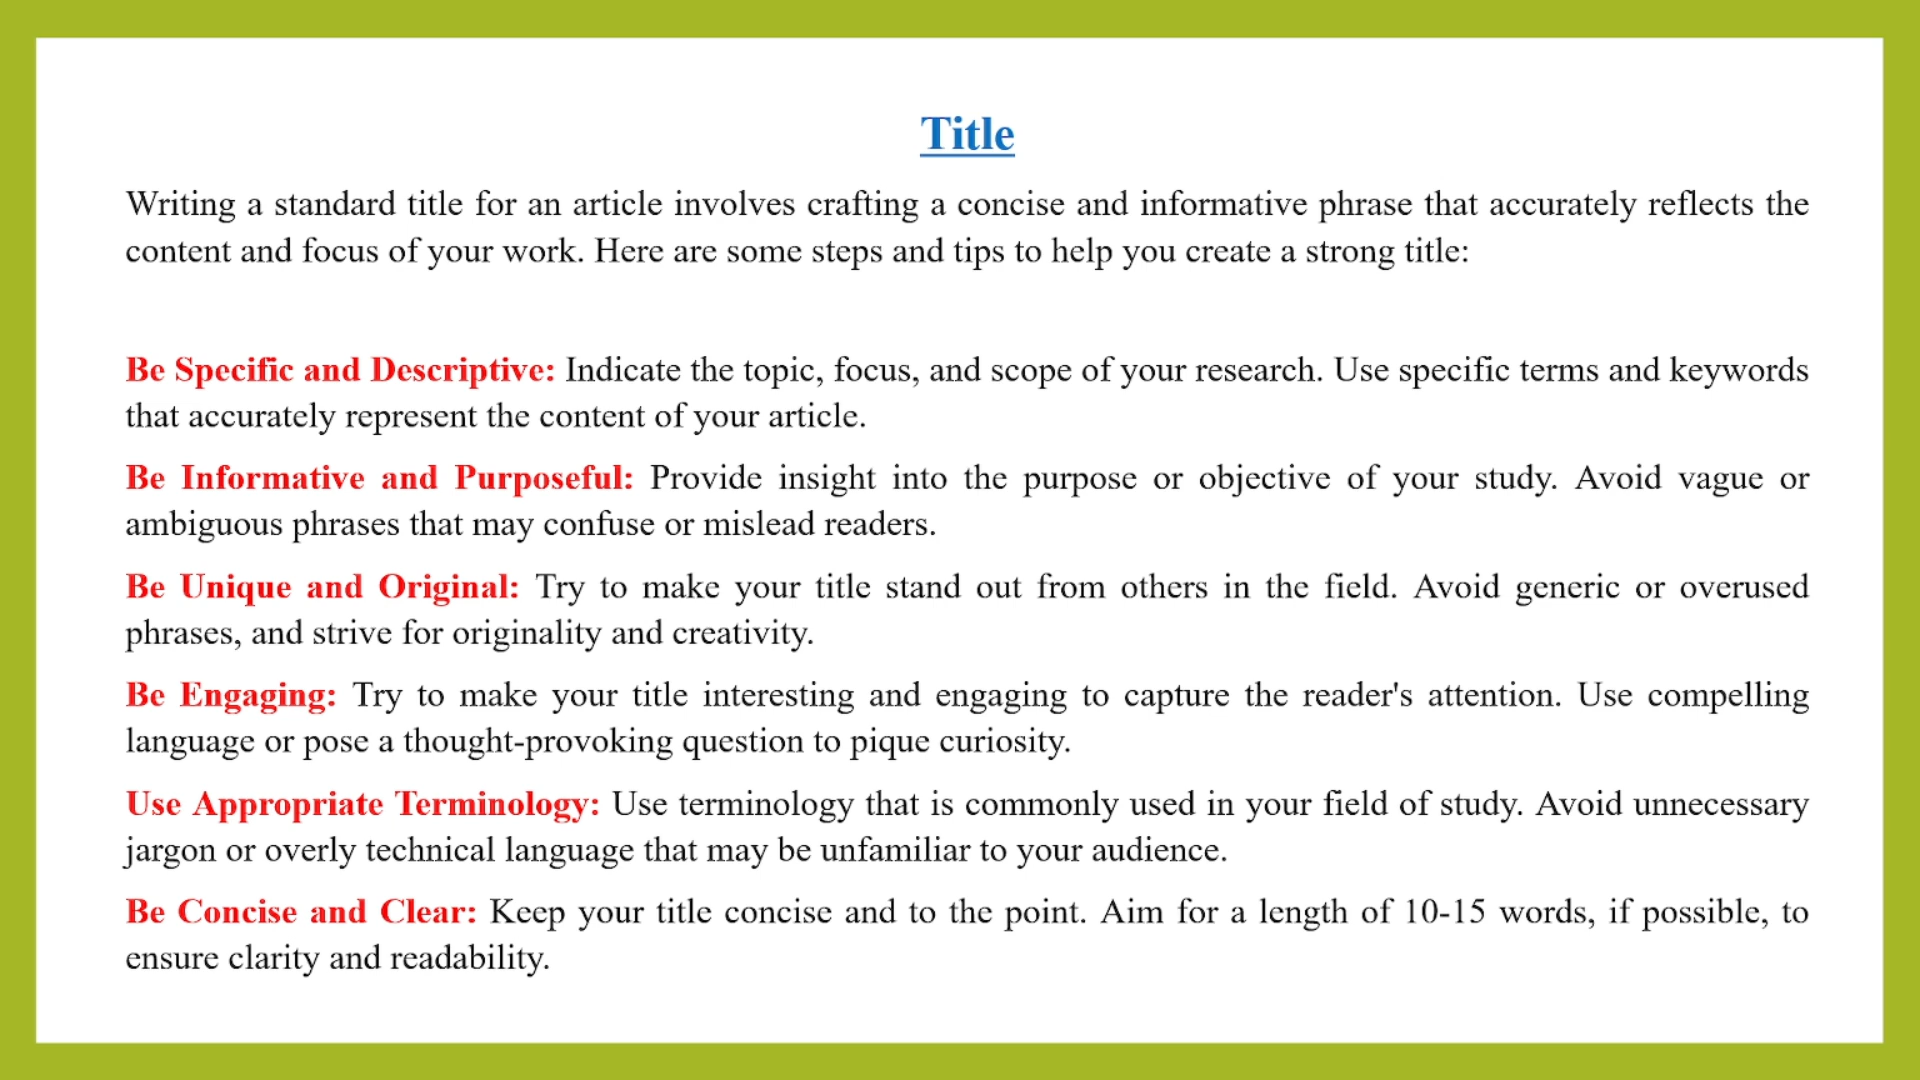 Title
Writing a standard title for an article involves crafting a concise and informative phrase that accurately reflects the
content and focus of your work. Here are some steps and tips to help you create a strong title:
Be Specific and Descriptive: Indicate the topic, focus, and scope of your research. Use specific terms and keywords
that accurately represent the content of your article.
Be Informative and Purposeful: Provide insight into the purpose or objective of your study. Avoid vague or
ambiguous phrases that may confuse or mislead readers.
Be Unique and Original: Try to make your title stand out from others in the field. Avoid generic or overused
phrases, and strive for originality and creativity.
Be Engaging: Try to make your title interesting and engaging to capture the reader's attention. Use compelling
language or pose a thought-provoking question to pique curiosity.
Use Appropriate Terminology: Use terminology that is commonly used in your field of study. Avoid unnecessary
jargon or overly technical language that may be unfamiliar to your audience.
Be Concise and Clear: Keep your title concise and to the point. Aim for a length of 10-15 words, if possible, to
ensure clarity and readability.